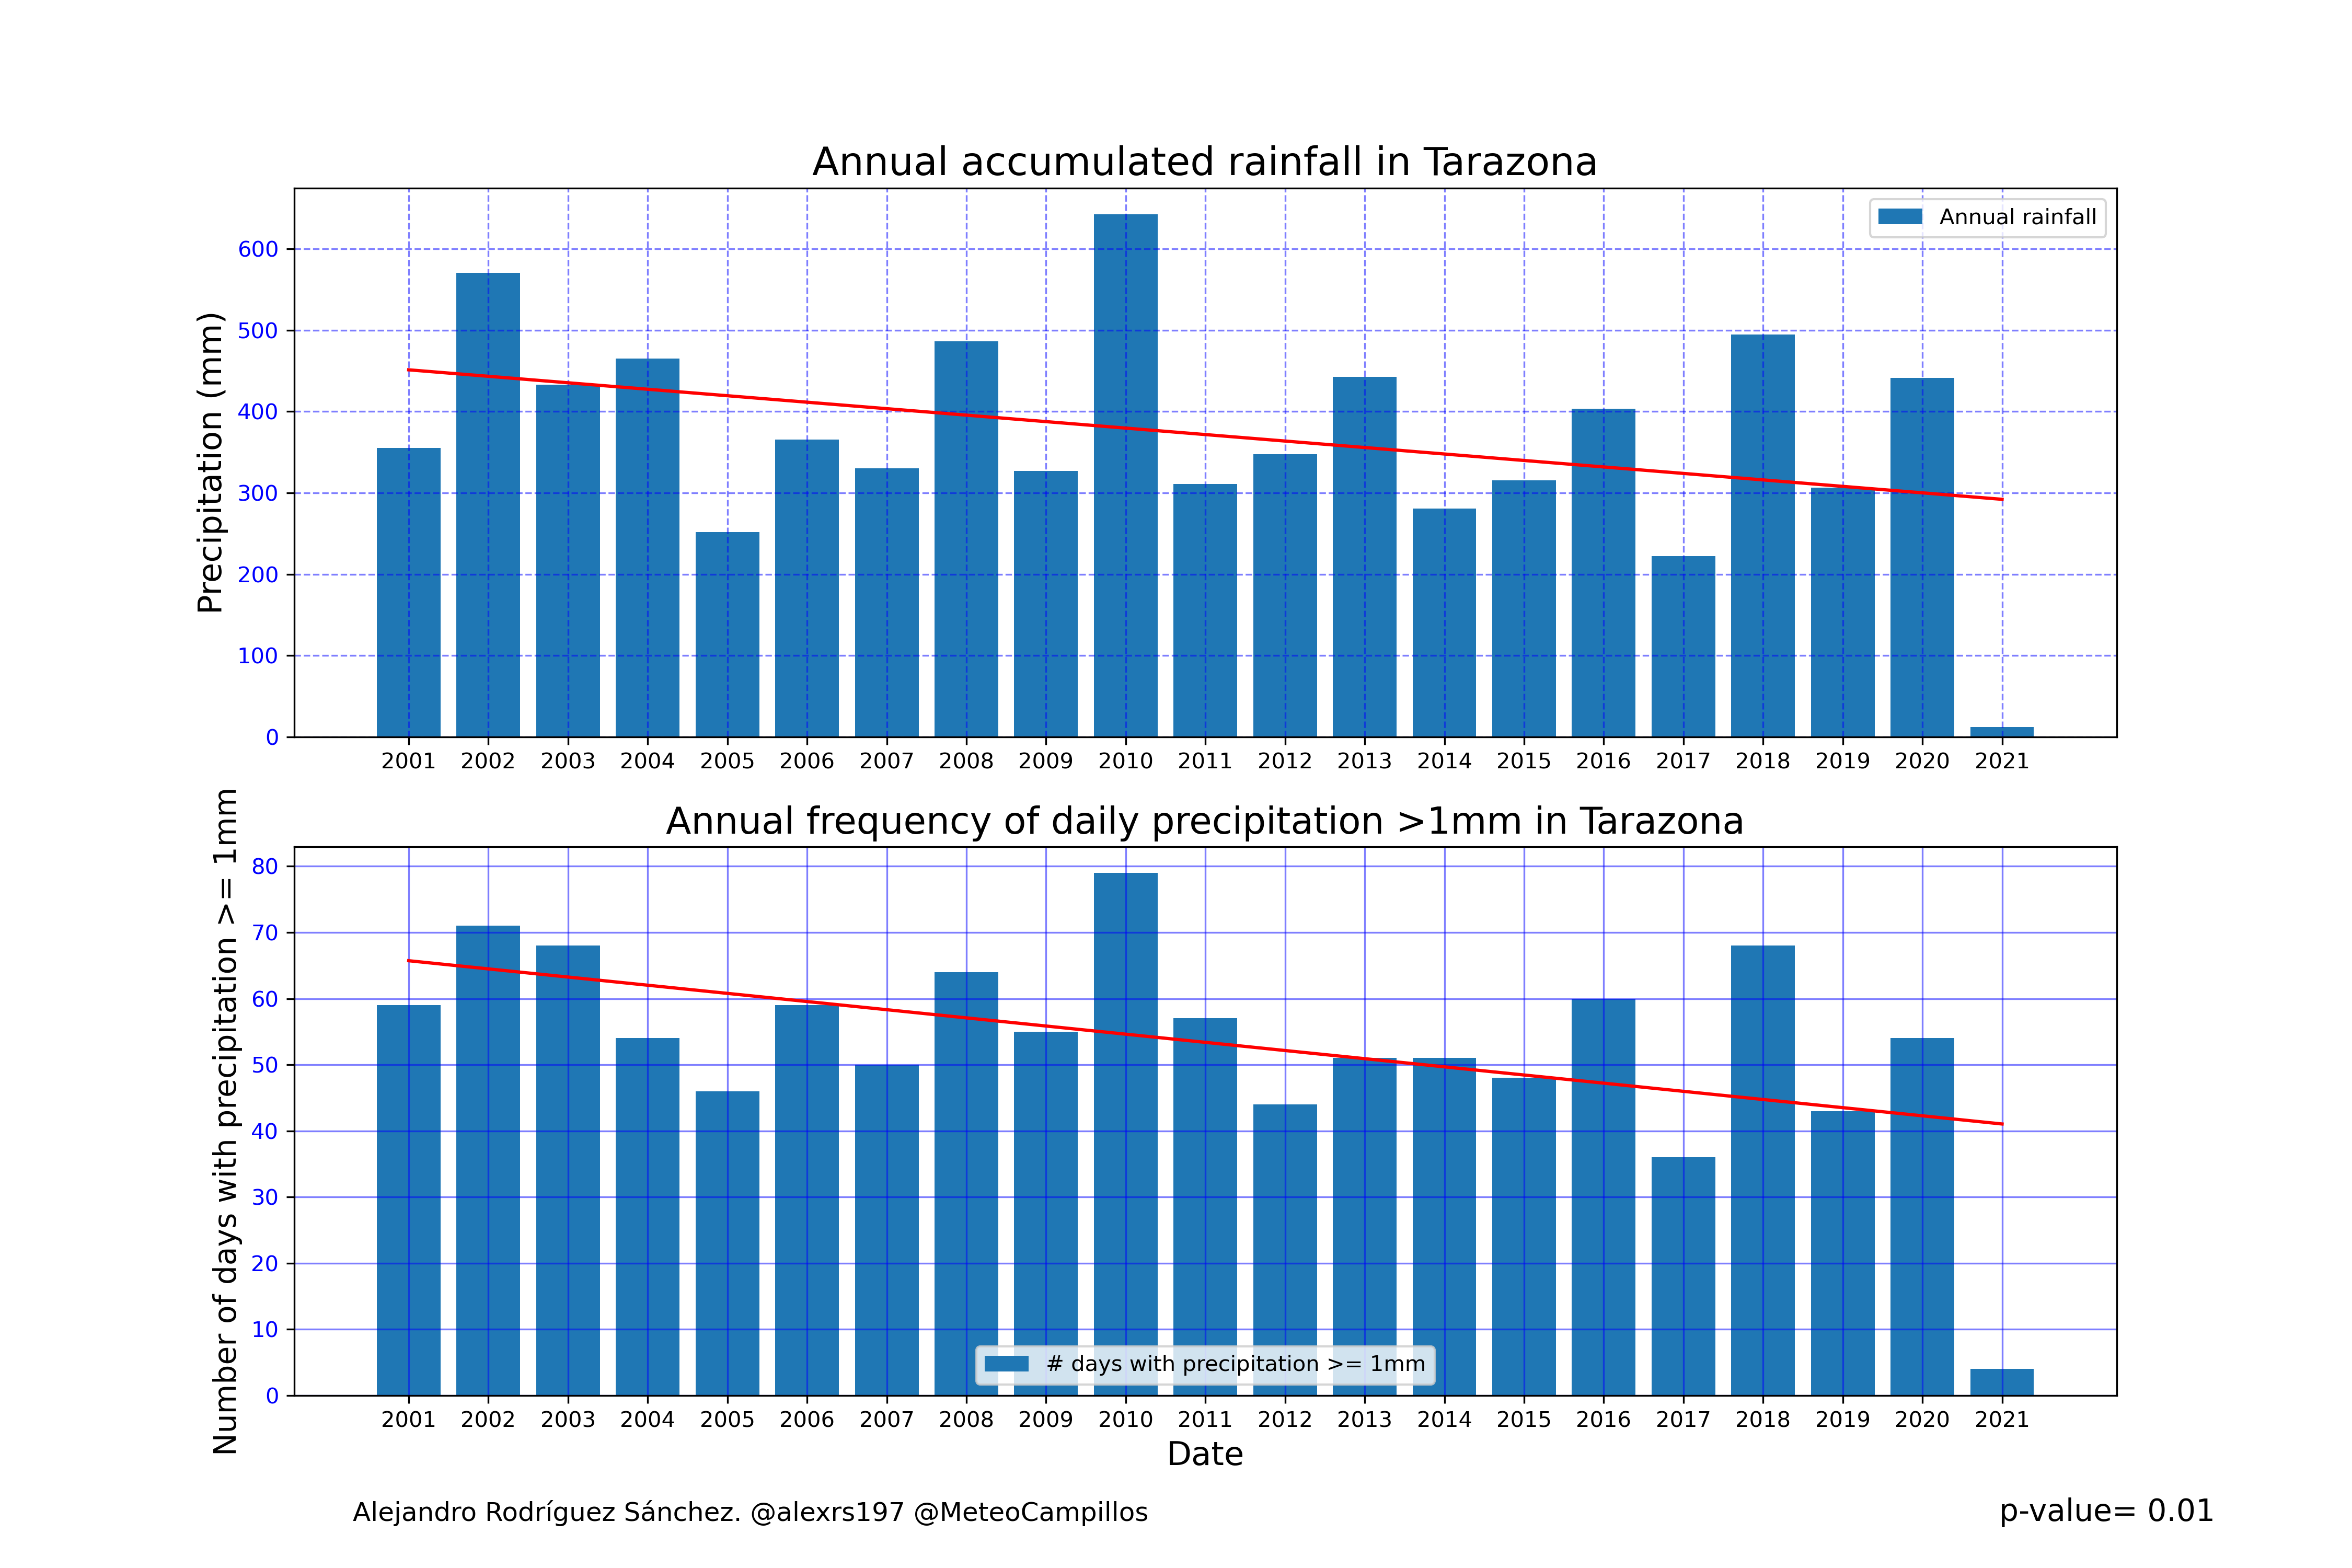 Annual accumulated rainfall in Tarazona
Precipitation (mm)
600
500
400
300
200
100
0
Annual rainfall
2001 2002 2003 2004 2005 2006 2007 2008 2009 2010 2011 2012 2013 2014 2015 2016 2017 2018 2019 2020 2021
Annual frequency of daily precipitation >1mm in Tarazona
Number of days with precipitation >= 1mm
80
70
60
50
40
30
20
10
0
# days with precipitation >= 1mm
2001 2002 2003 2004 2005 2006 2007 2008 2009 2010 2011 2012 2013 2014 2015 2016 2017 2018 2019 2020 2021
Date
Alejandro Rodríguez Sánchez. @alexrs197 @MeteoCampillos
p-value= 0.01